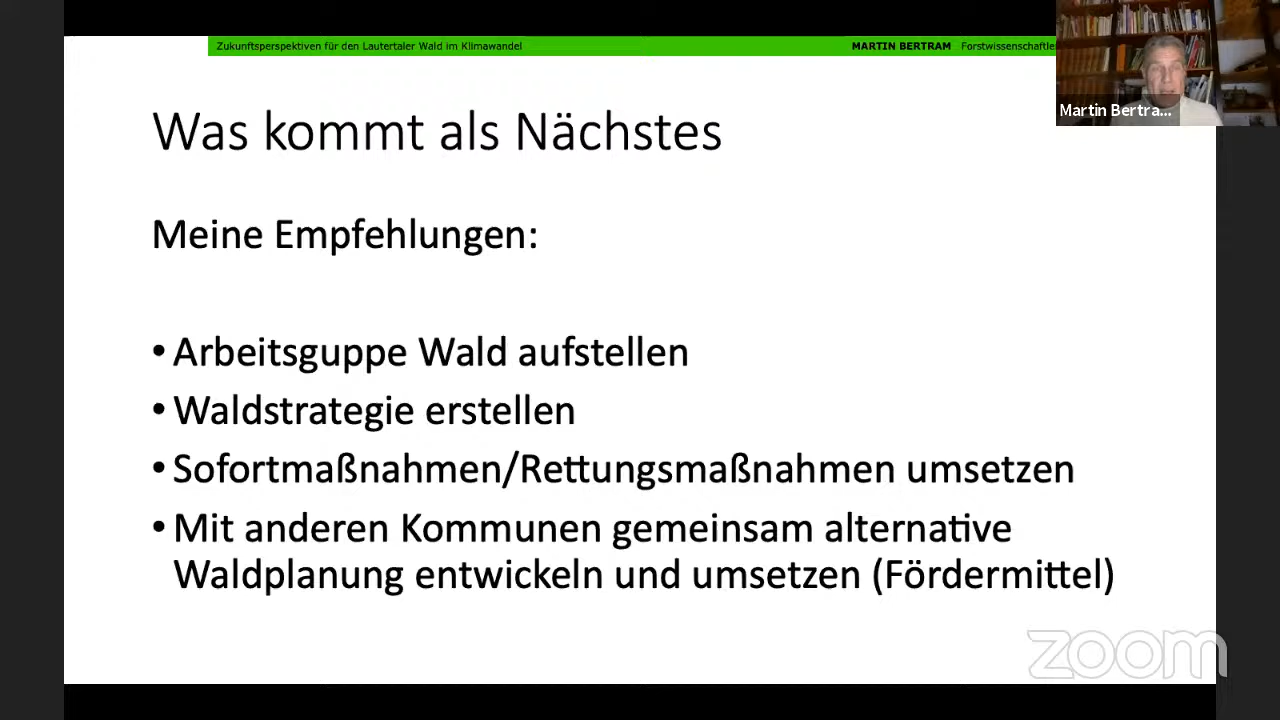 Zukunftsperspektiven für den Lautertaler Wald im Klimawandel
MARTIN BERTRAM Forstwissenschaftle
Martin Bertra...
Was kommt als Nächstes
Meine Empfehlungen:
• Arbeitsguppe Wald aufstellen
• Waldstrategie erstellen
• Sofortmaßnahmen/Rettungsmaßnahmen umsetzen
• Mit anderen Kommunen gemeinsam alternative
Waldplanung entwickeln und umsetzen (Fördermittel)
zoom